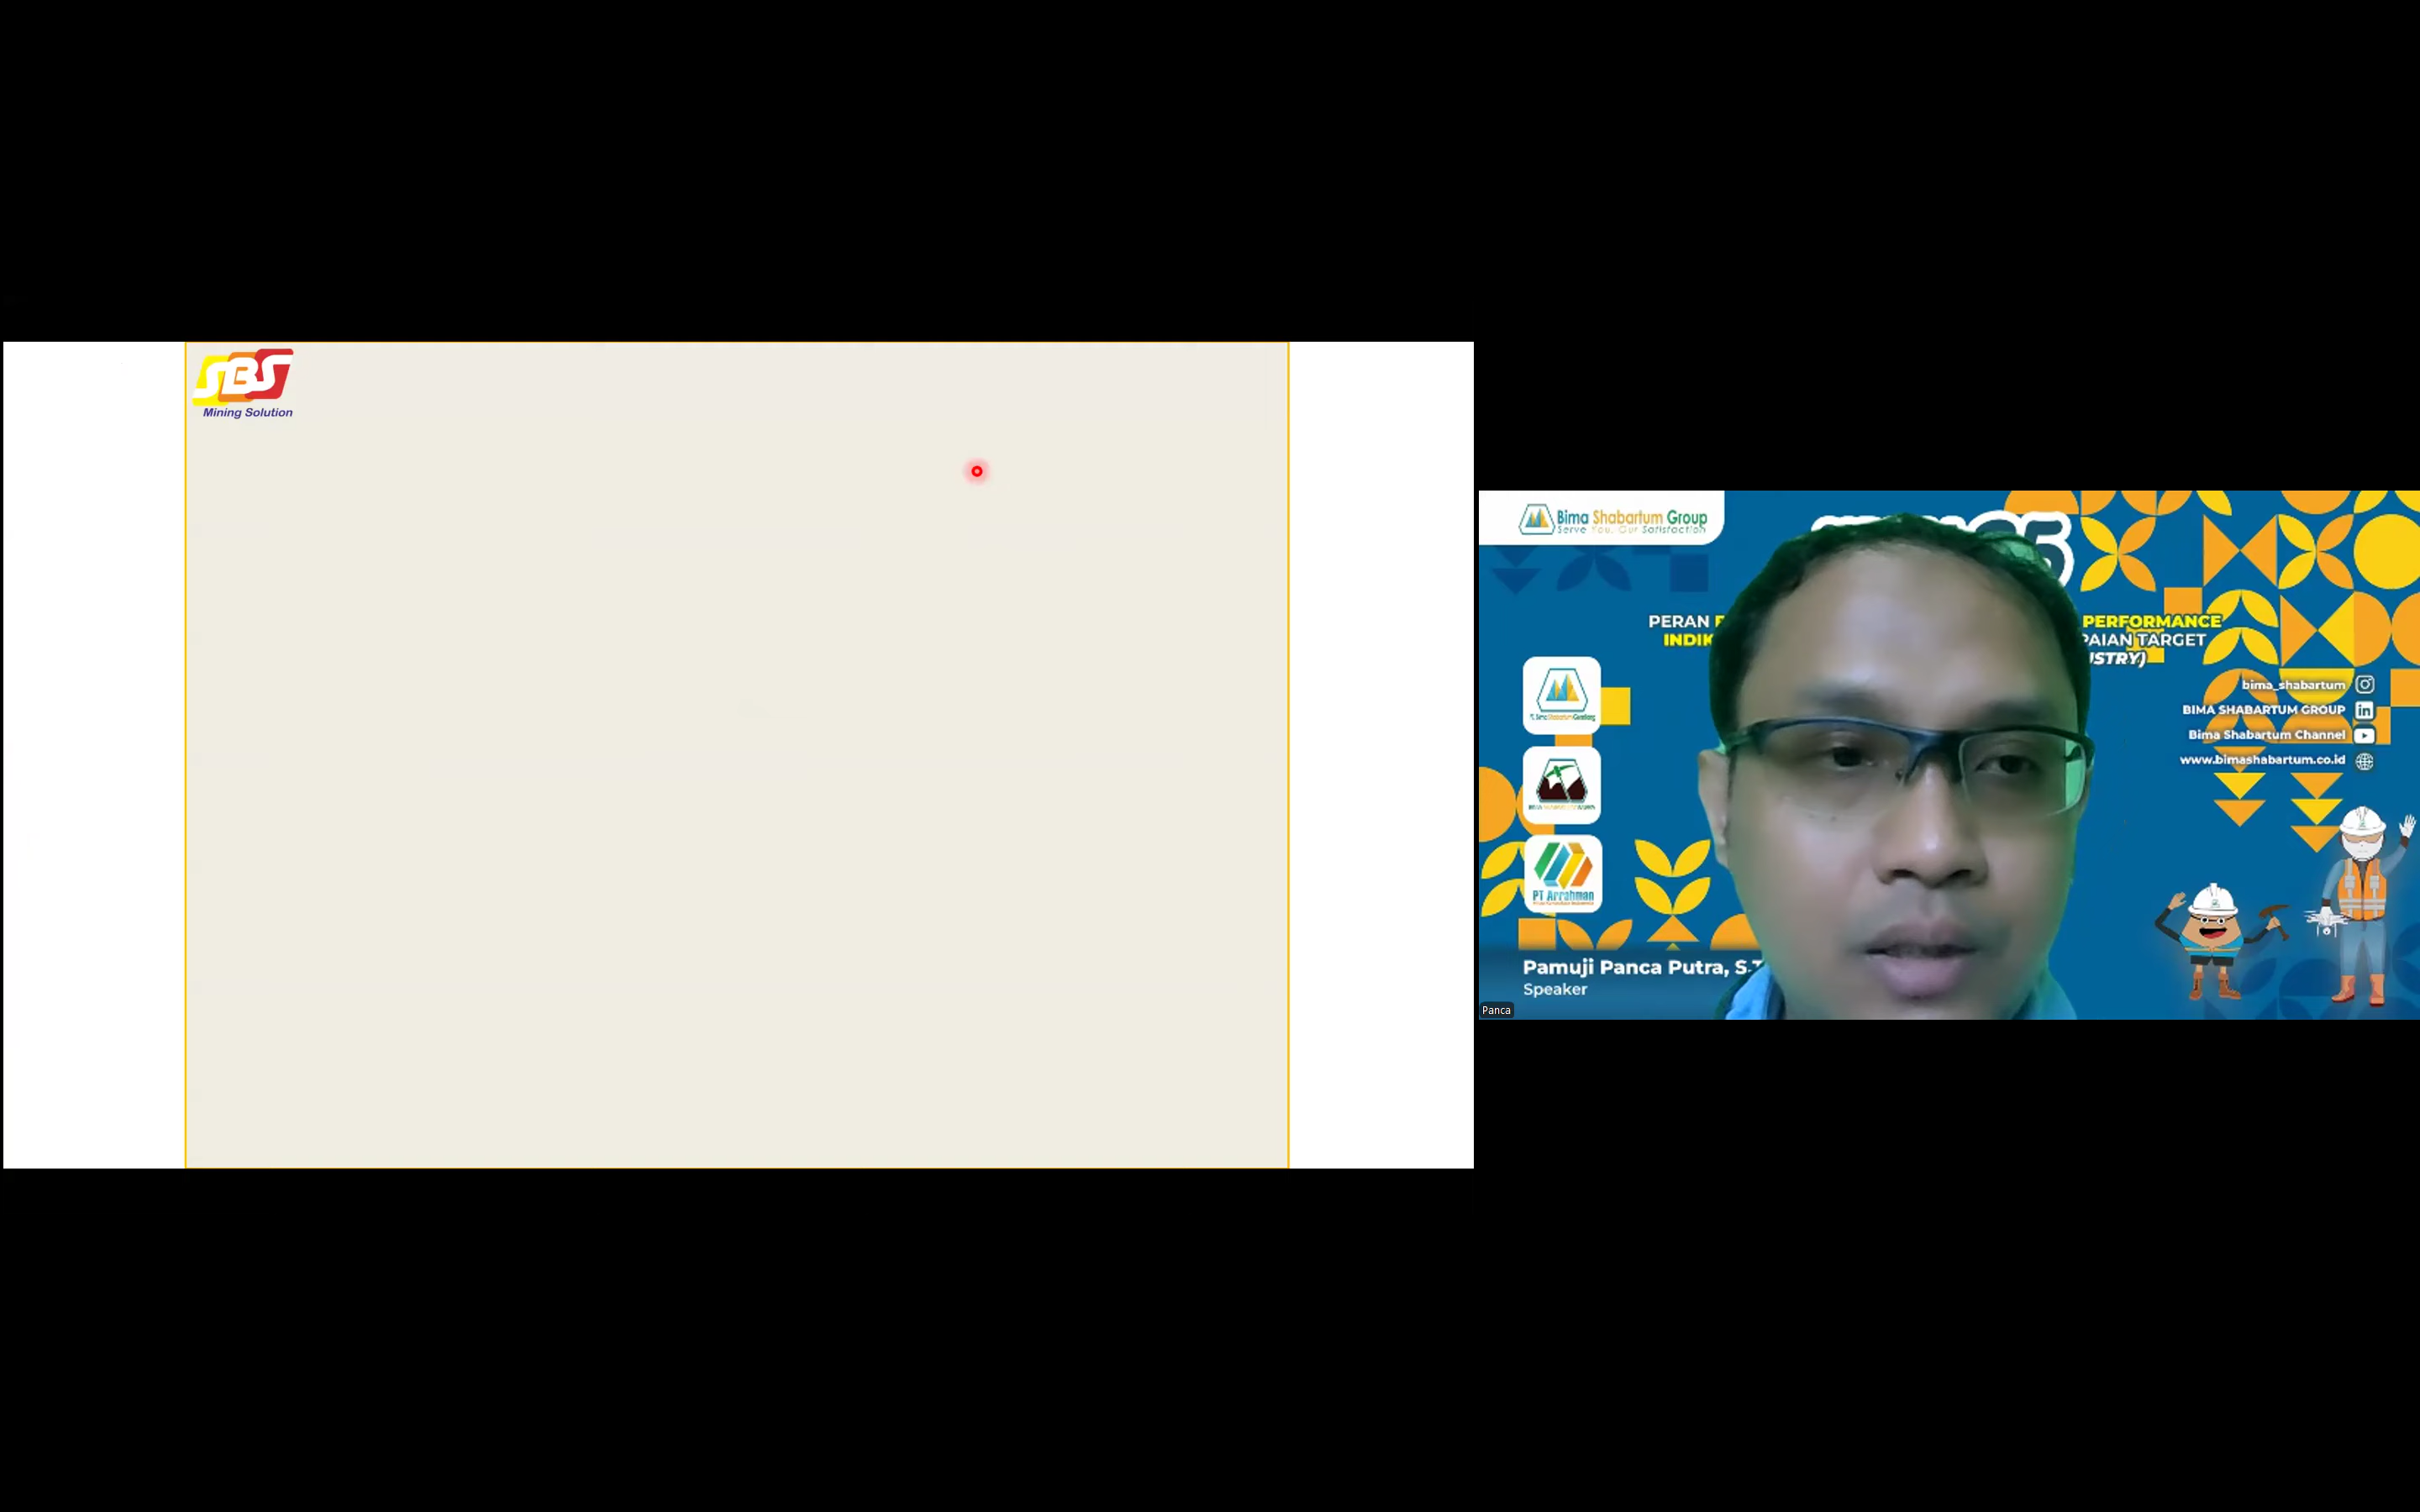 SBS
Mining Solution
Bima Shabartum Group
Serve You, Our Satisfaction
PERAN
PERFORMANCE
INDIK
PAIAN TARGET
ISTRY)
bima_shabartum
BIMA SHABARTUM GROUP
Bima Shabartum Channel
www.bimashabartum.co.id
PT Arrahman
Pamuji Panca Putra, S.T
Speaker
Panca